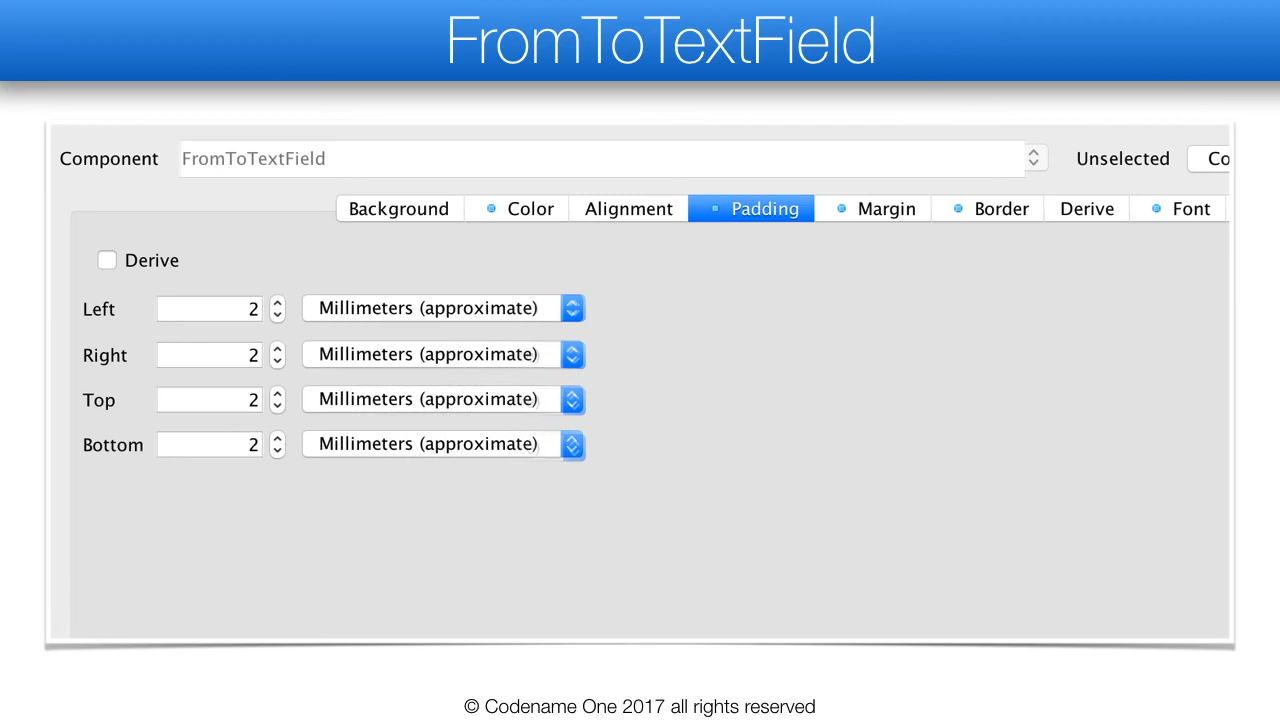 FromToTextField
Component FromToTextField Unselected Co
Background Color Alignment Padding Margin Border Derive Font
Derive
Left 2 Millimeters (approximate)
Right 2 Millimeters (approximate)
Top 2 Millimeters (approximate)
Bottom 2 Millimeters (approximate)
© Codename One 2017 all rights reserved